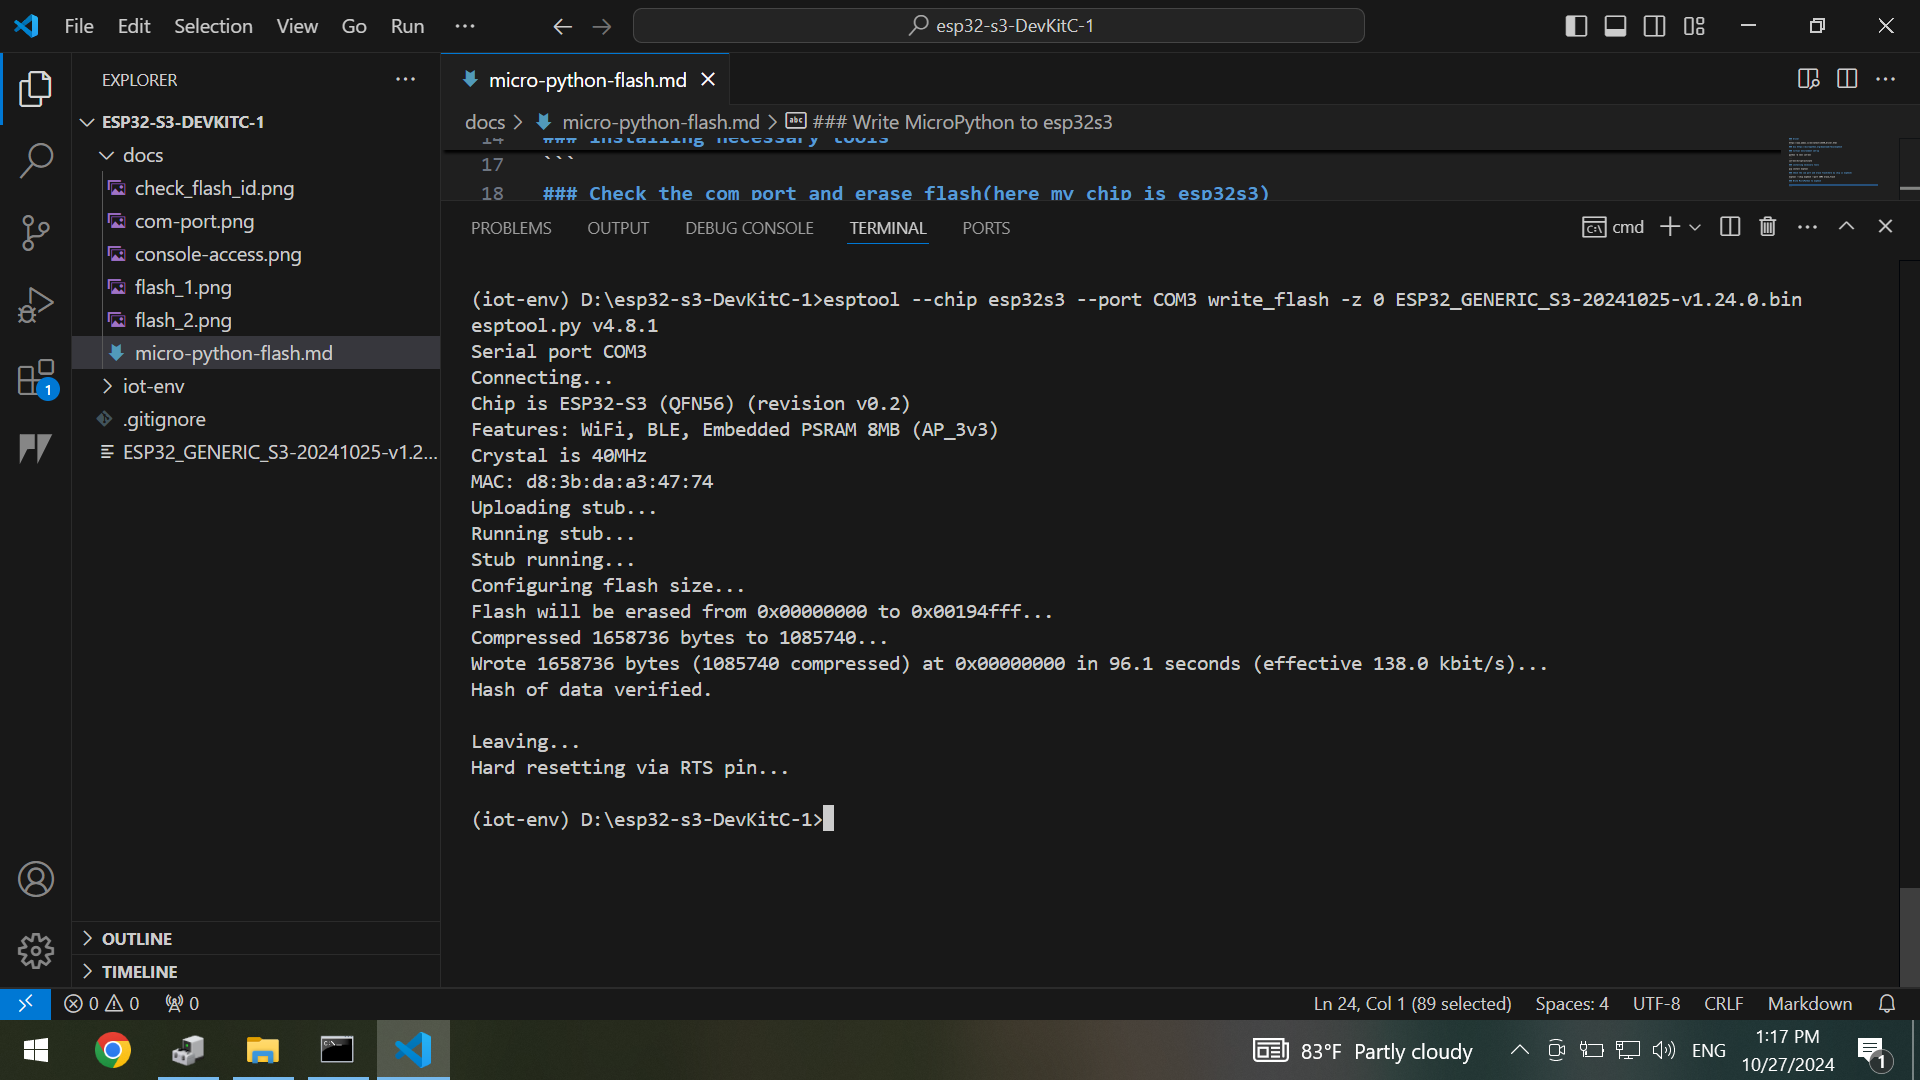 File Edit Selection View Go Run ···
esp32-s3-DevKitC-1
EXPLORER
ESP32-S3-DEVKITC-1
docs
check_flash_id.png
com-port.png
console-access.png
flash_1.png
flash_2.png
micro-python-flash.md
iot-env
.gitignore
ESP32_GENERIC_S3-20241025-v1.2...
OUTLINE
TIMELINE
1
micro-python-flash.md
docs > micro-python-flash.md > ### Write MicroPython to esp32s3
14 ### Installing necessary tools
17 ```
18 ### Check the com port and erase flash(here my chip is esp32s3)
PROBLEMS OUTPUT DEBUG CONSOLE TERMINAL PORTS
cmd
(iot-env) D:\esp32-s3-DevKitC-1>esptool --chip esp32s3 --port COM3 write_flash -z 0 ESP32_GENERIC_S3-20241025-v1.24.0.bin
esptool.py v4.8.1
Serial port COM3
Connecting...
Chip is ESP32-S3 (QFN56) (revision v0.2)
Features: WiFi, BLE, Embedded PSRAM 8MB (AP_3v3)
Crystal is 40MHz
MAC: d8:3b:da:a3:47:74
Uploading stub...
Running stub...
Stub running...
Configuring flash size...
Flash will be erased from 0x00000000 to 0x00194fff...
Compressed 1658736 bytes to 1085740...
Wrote 1658736 bytes (1085740 compressed) at 0x00000000 in 96.1 seconds (effective 138.0 kbit/s)...
Hash of data verified.
Leaving...
Hard resetting via RTS pin...
(iot-env) D:\esp32-s3-DevKitC-1>
0 0 0
Ln 24, Col 1 (89 selected) Spaces: 4 UTF-8 CRLF Markdown
83°F Partly cloudy
ENG
1:17 PM
10/27/2024
1